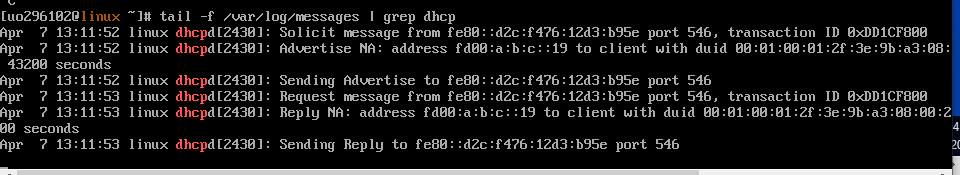 [uo296102@linux ~]# tail -f /var/log/messages | grep dhcp
Apr  7 13:11:52 linux dhcpd[2430]: Solicit message from fe80::d2c:f476:12d3:b95e port 546, transaction ID 0xDD1CF800
Apr  7 13:11:52 linux dhcpd[2430]: Advertise NA: address fd00:a:b:c::19 to client with duid 00:01:00:01:2f:3e:9b:a3:08:
43200 seconds
Apr  7 13:11:52 linux dhcpd[2430]: Sending Advertise to fe80::d2c:f476:12d3:b95e port 546
Apr  7 13:11:53 linux dhcpd[2430]: Request message from fe80::d2c:f476:12d3:b95e port 546, transaction ID 0xDD1CF800
Apr  7 13:11:53 linux dhcpd[2430]: Reply NA: address fd00:a:b:c::19 to client with duid 00:01:00:01:2f:3e:9b:a3:08:00:2
00 seconds
Apr  7 13:11:53 linux dhcpd[2430]: Sending Reply to fe80::d2c:f476:12d3:b95e port 546